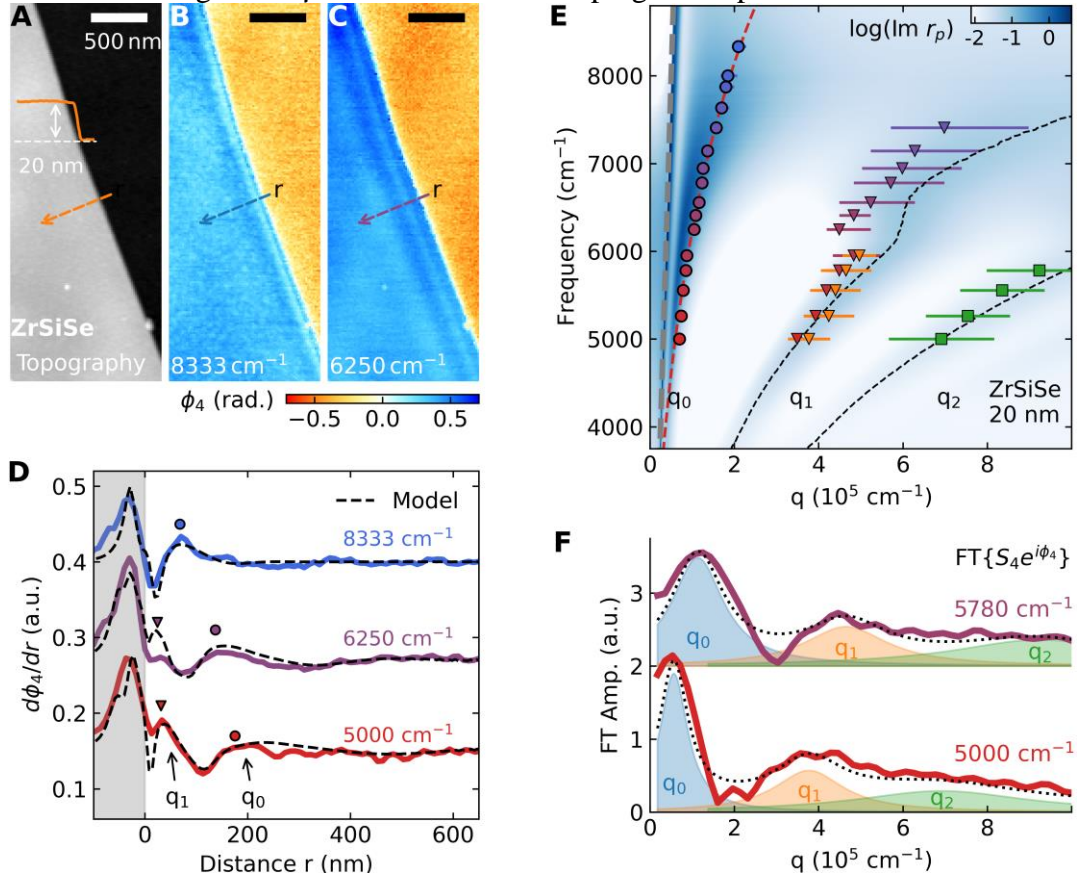 A
500 nm
20 nm
r
ZrSiSe
Topography
B
r
8333 cm⁻¹
C
r
6250 cm⁻¹
ϕ₄ (rad.)
−0.5 0.0 0.5
D
0.5
0.4
0.3
0.2
0.1
dϕ₄/dr (a.u.)
Model
8333 cm⁻¹
6250 cm⁻¹
5000 cm⁻¹
q₁
q₀
0 200 400 600
Distance r (nm)
E
log(Im rₚ)
-2 -1 0
8000
7000
6000
5000
4000
Frequency (cm⁻¹)
q₀
q₁
q₂
ZrSiSe
20 nm
0 2 4 6 8
q (10⁵ cm⁻¹)
F
FT{S₄e^{iϕ₄}}
3
2
1
0
FT Amp. (a.u.)
5780 cm⁻¹
q₀
q₁
q₂
5000 cm⁻¹
q₀
q₁
q₂
0 2 4 6 8
q (10⁵ cm⁻¹)